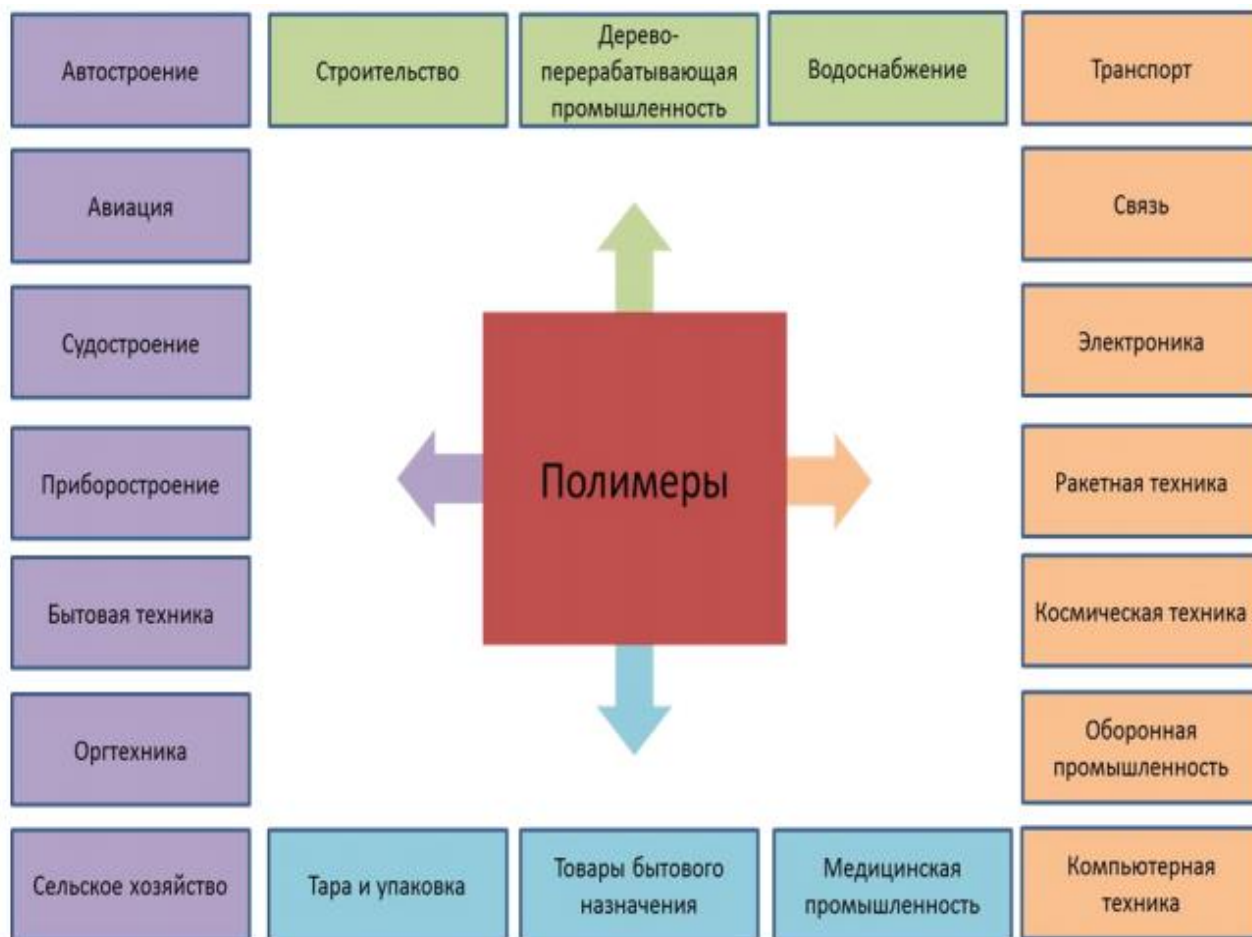 Автостроение
Строительство
Дерево-
перерабатывающая
промышленность
Водоснабжение
Транспорт
Авиация
Связь
Судостроение
Электроника
Приборостроение
Полимеры
Ракетная техника
Бытовая техника
Космическая техника
Оргтехника
Оборонная
промышленность
Сельское хозяйство
Тара и упаковка
Товары бытового
назначения
Медицинская
промышленность
Компьютерная
техника